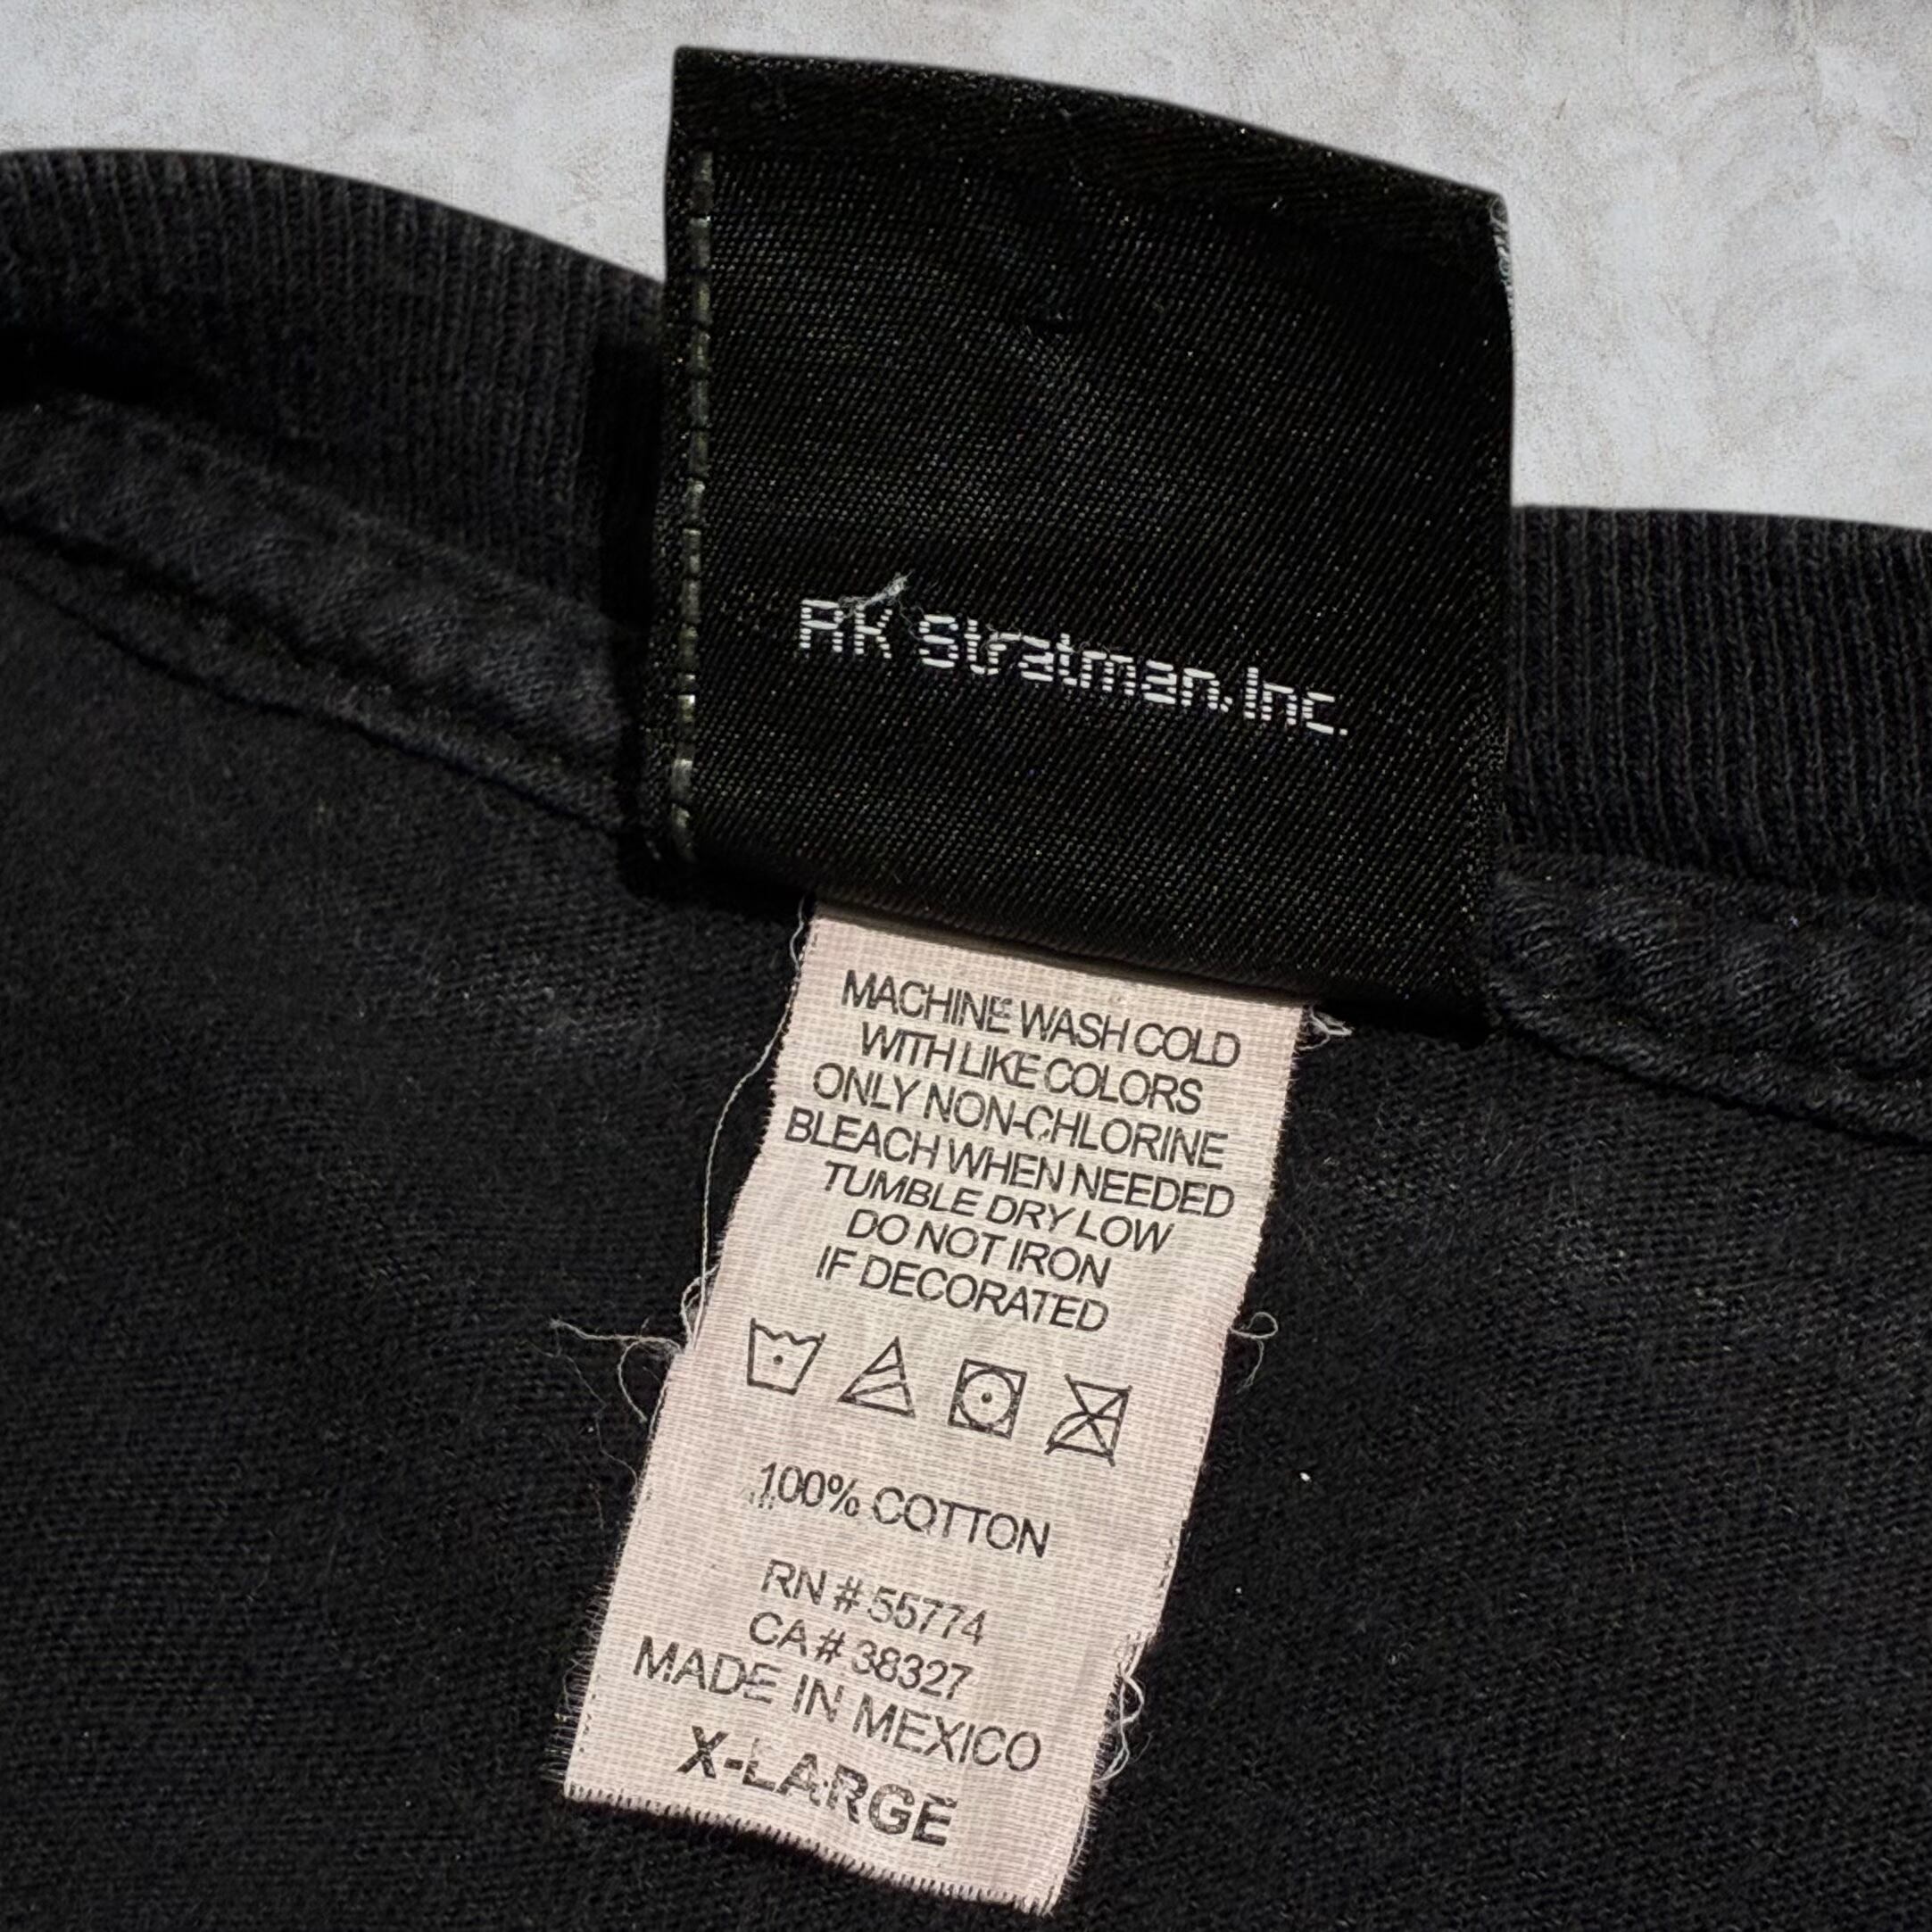 RK Stratman, Inc.
MACHINE WASH COLD
WITH LIKE COLORS
ONLY NON-CHLORINE
BLEACH WHEN NEEDED
TUMBLE DRY LOW
DO NOT IRON
IF DECORATED
100% COTTON
RN # 55774
CA # 38327
MADE IN MEXICO
X-LARGE